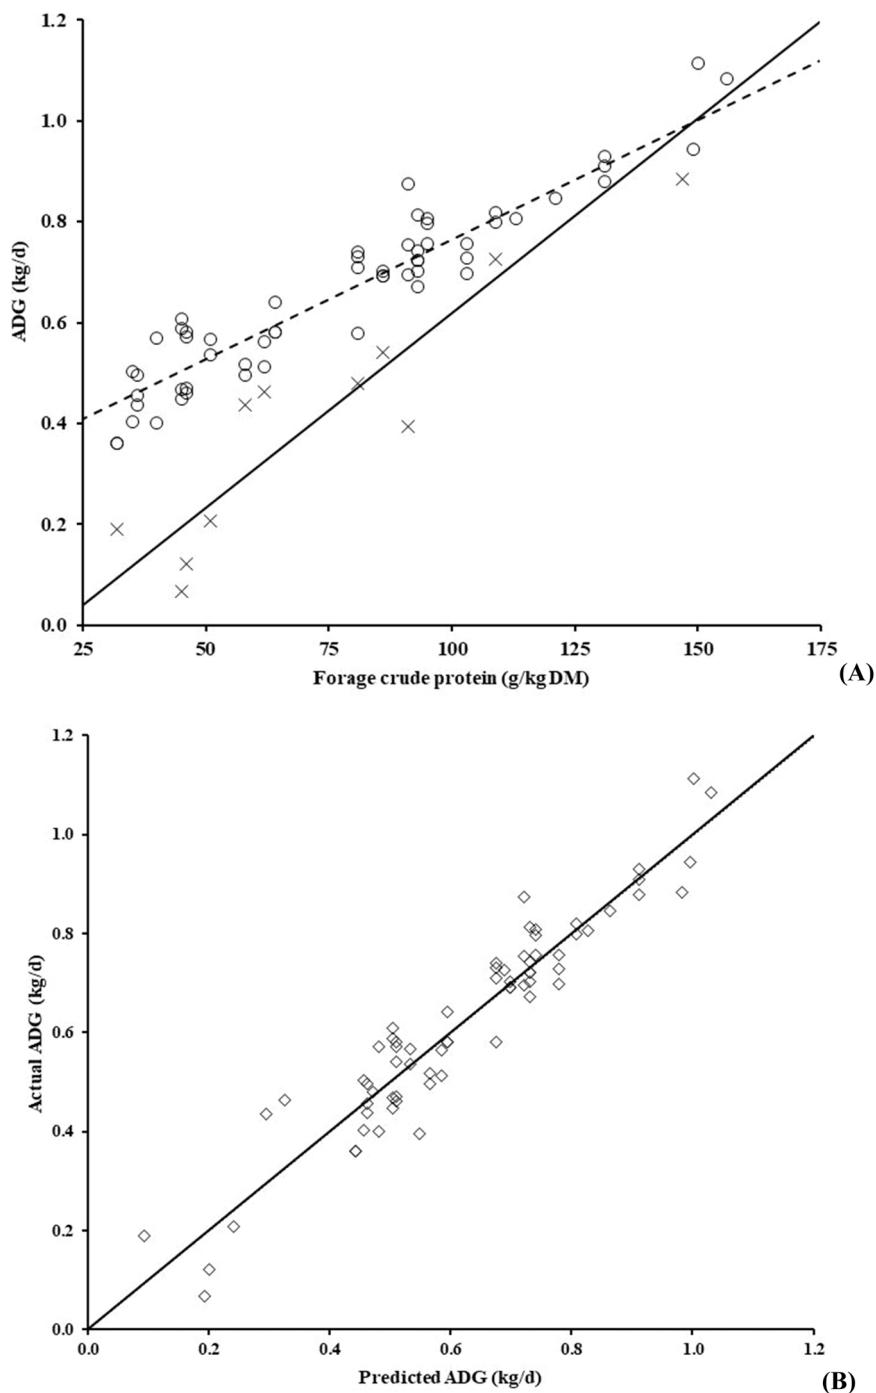 1.2
1.0
0.8
0.6
0.4
0.2
0.0
ADG (kg/d)
25 50 75 100 125 150 175
Forage crude protein (g/kg DM)
(A)
1.2
1.0
0.8
0.6
0.4
0.2
0.0
Actual ADG (kg/d)
0.0 0.2 0.4 0.6 0.8 1.0 1.2
Predicted ADG (kg/d)
(B)